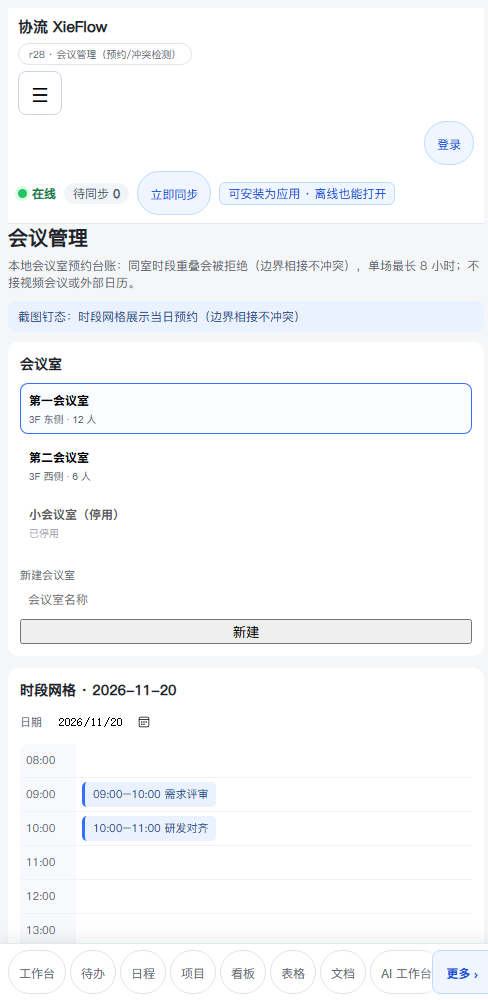 协流 XieFlow
r28 · 会议管理（预约/冲突检测）
☰
登录
在线 待同步 0 立即同步 可安装为应用 · 离线也能打开
会议管理
本地会议室预约台账：同室时段重叠会被拒绝（边界相接不冲突），单场最长 8 小时；不
接视频会议或外部日历。
截图钉态：时段网格展示当日预约（边界相接不冲突）
会议室
第一会议室
3F 东侧 · 12 人
第二会议室
3F 西侧 · 6 人
小会议室（停用）
已停用
新建会议室
会议室名称
新建
时段网格 · 2026-11-20
日期 2026/11/20
08:00
09:00 09:00–10:00 需求评审
10:00 10:00–11:00 研发对齐
11:00
12:00
13:00
工作台 待办 日程 项目 看板 表格 文档 AI 工作台 更多 ›